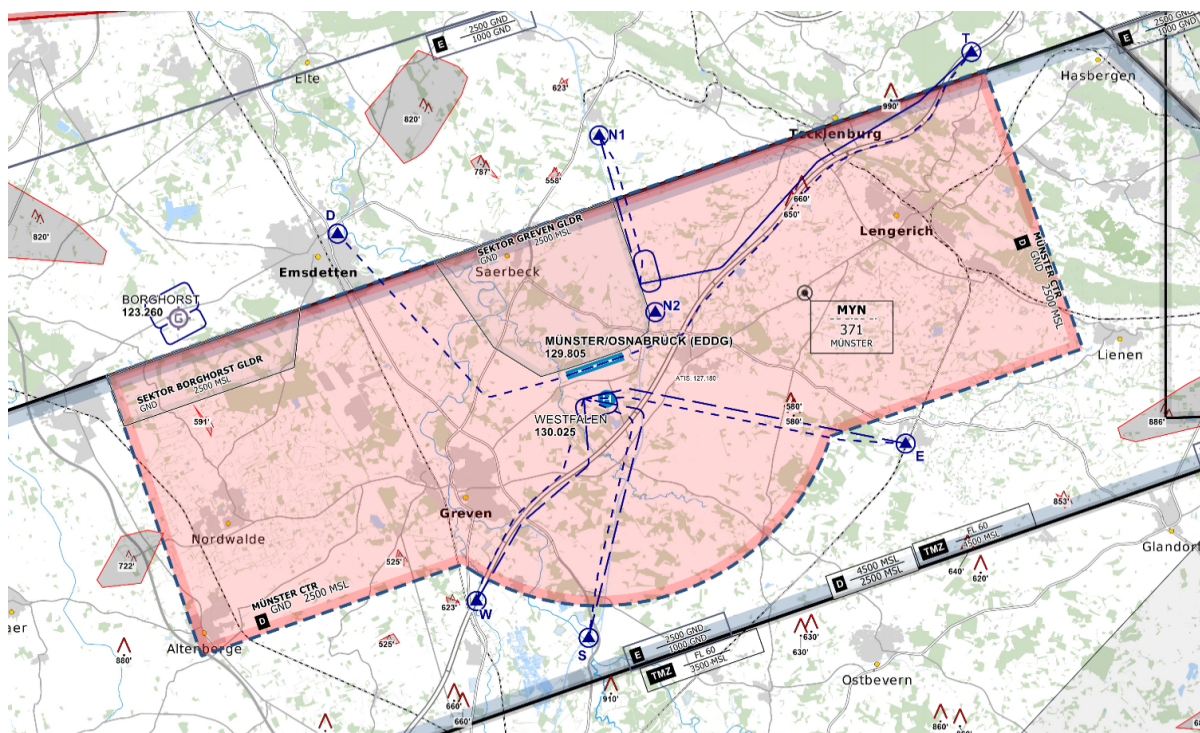 E
2500 GND
1000 GND
T
E
2500 GND
1000 GND
Elte
Hasbergen
623'
990'
820'
N1
Tecklenburg
787'
558'
660'
650'
D
820'
SEKTOR GREVEN GLDR
GND 2500 MSL
Lengerich
D
MÜNSTER CTR
GND 2500 MSL
Emsdetten
Saerbeck
BORGHORST
123.260
G
N2
MYN
371
MÜNSTER
MÜNSTER/OSNABRÜCK (EDDG)
129.805
Lienen
SEKTOR BORGHORST GLDR
GND 2500 MSL
ATIS. 127.180
WESTFALEN
130.025
591'
580'
580'
886'
E
Greven
853'
Nordwalde
FL 60
4500 MSL
TMZ
Glandorf
722'
525'
640'
620'
D
4500 MSL
2500 MSL
MÜNSTER CTR
GND 2500 MSL
D
623'
W
630'
630'
aer
Altenberge
525'
S
880'
E
2500 GND
1000 GND
TMZ
FL 60
3500 MSL
Ostbevern
910'
660'
660'
860'